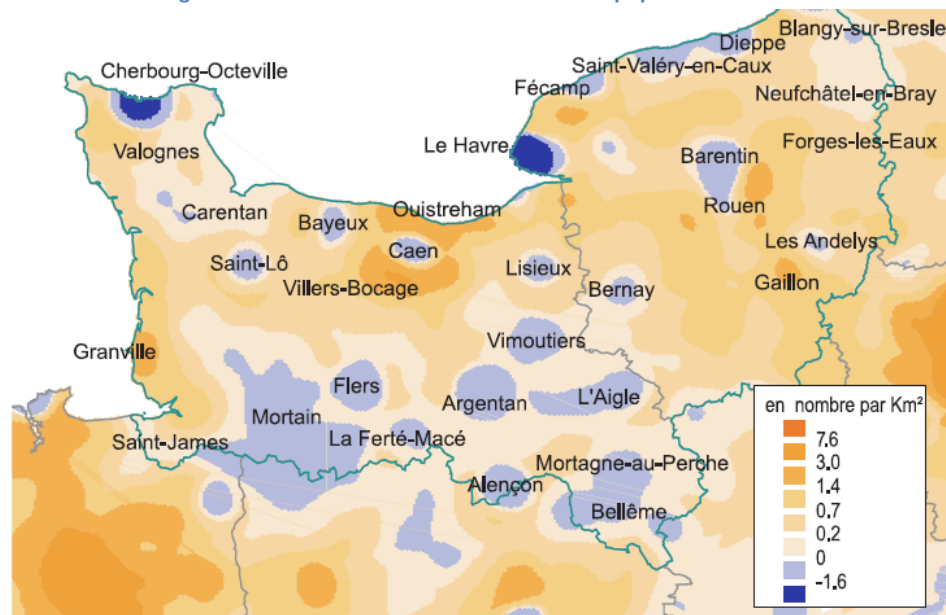 Blangy-sur-Bresle
Dieppe
Saint-Valéry-en-Caux
Cherbourg-Octeville
Fécamp
Neufchâtel-en-Bray
Le Havre
Forges-les-Eaux
Valognes
Barentin
Carentan
Ouistreham
Rouen
Bayeux
Les Andelys
Caen
Saint-Lô
Lisieux
Villers-Bocage
Bernay
Gaillon
Vimoutiers
Granville
Flers
L'Aigle
Argentan
Mortain
en nombre par Km²
7,6
3,0
1,4
0,7
0,2
0
-1,6
Saint-James
La Ferté-Macé
Mortagne-au-Perche
Alençon
Bellême